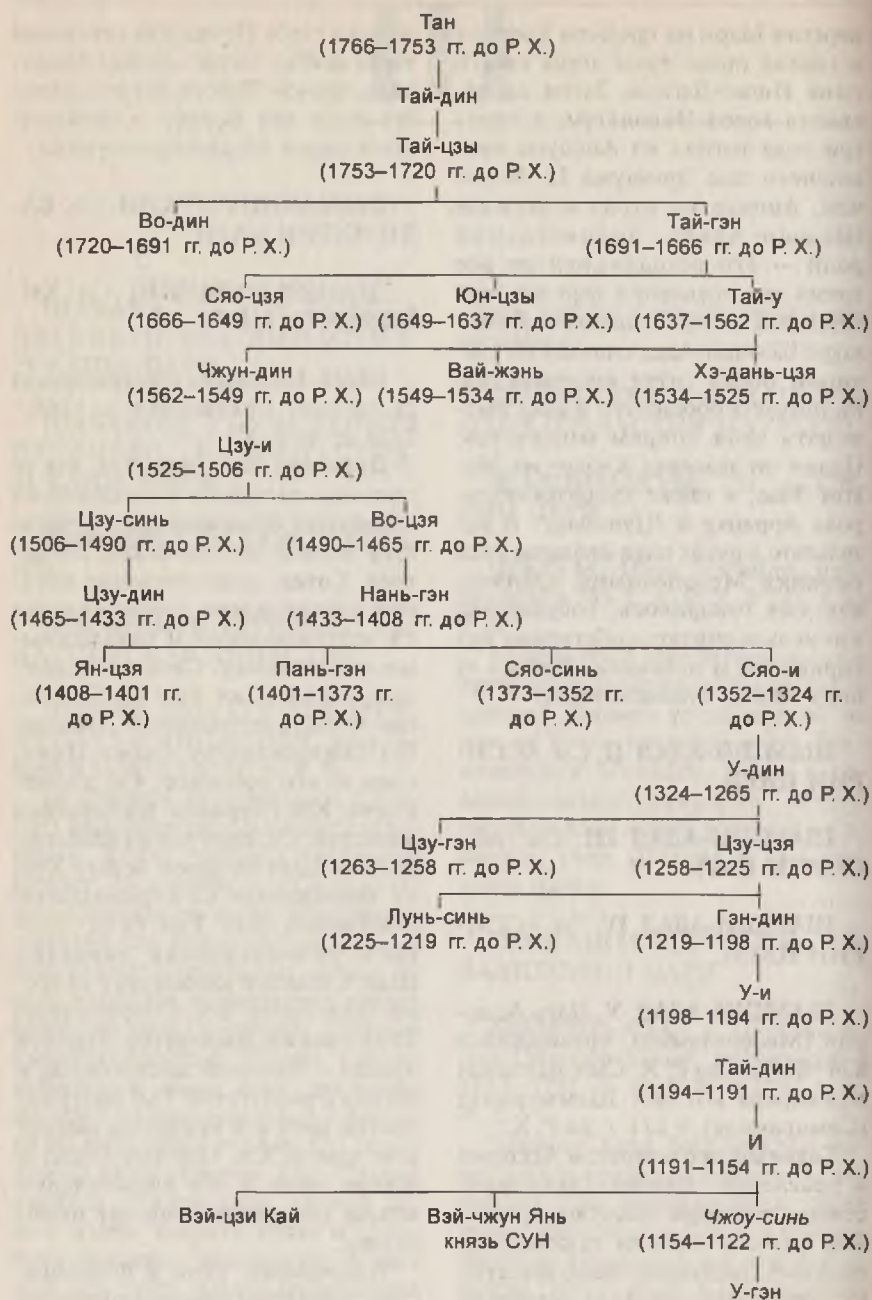 Тан
(1766–1753 гг. до Р. Х.)
Тай-дин
Тай-цзы
(1753–1720 гг. до Р. Х.)
Во-дин Тай-гэн
(1720–1691 гг. до Р. Х.) (1691–1666 гг. до Р. Х.)
Сяо-цзя Юн-цзы Тай-у
(1666–1649 гг. до Р. Х.) (1649–1637 гг. до Р. Х.) (1637–1562 гг. до Р. Х.)
Чжун-дин Вай-жэнь Хэ-дань-цзя
(1562–1549 гг. до Р. Х.) (1549–1534 гг. до Р. Х.) (1534–1525 гг. до Р. Х.)
Цзу-и
(1525–1506 гг. до Р. Х.)
Цзу-синь Во-цзя
(1506–1490 гг. до Р. Х.) (1490–1465 гг. до Р. Х.)
Цзу-дин Нань-гэн
(1465–1433 гг. до Р Х.) (1433–1408 гг. до Р. Х.)
Ян-цзя Пань-гэн Сяо-синь Сяо-и
(1408–1401 гг. (1401–1373 гг. (1373–1352 гг. (1352–1324 гг.
до Р. Х.) до Р. Х.) до Р. Х.) до Р. Х.)
У-дин
(1324–1265 гг. до Р. Х.)
Цзу-гэн Цзу-цзя
(1263–1258 гг. до Р. Х.) (1258–1225 гг. до Р. Х.)
Лунь-синь Гэн-дин
(1225–1219 гг. до Р. Х.) (1219–1198 гг. до Р. Х.)
У-и
(1198–1194 гг. до Р. Х.)
Тай-дин
(1194–1191 гг. до Р. Х.)
И
(1191–1154 гг. до Р. Х.)
Вэй-цзи Кай Вэй-чжун Янь Чжоу-синь
князь СУН (1154–1122 гг. до Р. Х.)
У-гэн